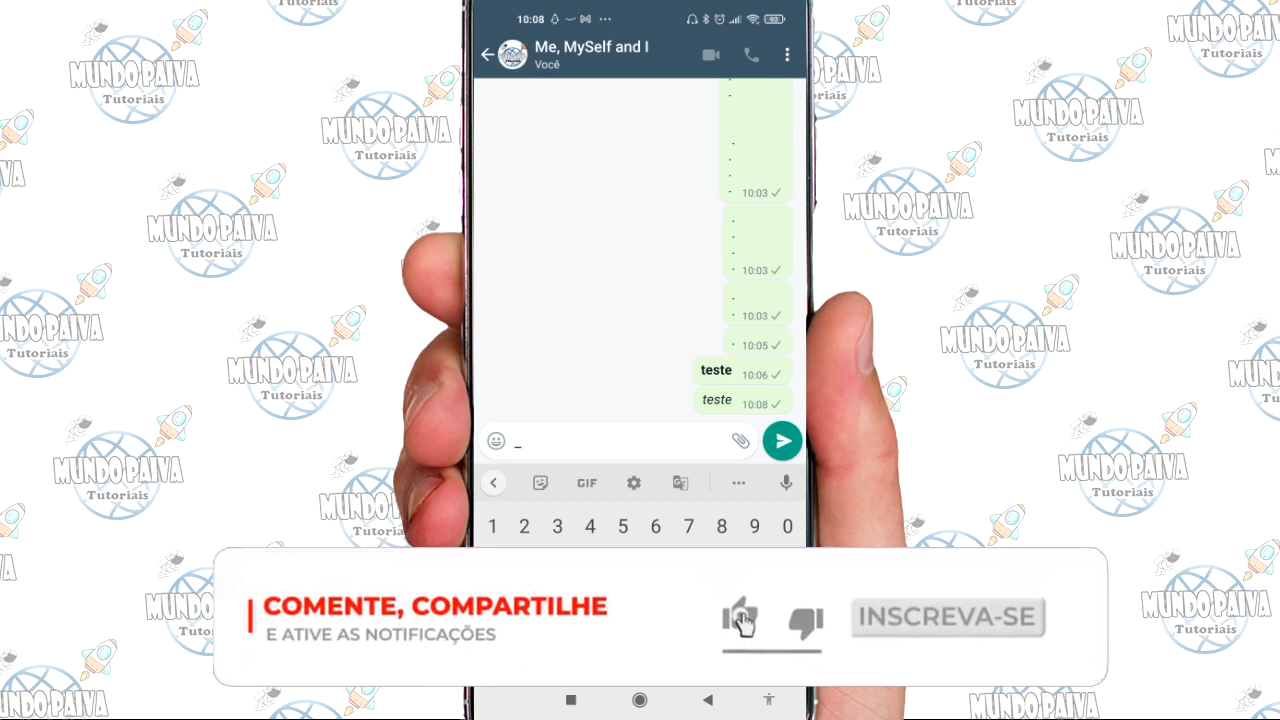 10:08
93
Me, MySelf and I
Você
10:03
10:03
10:03
10:05
teste 10:06
teste 10:08
_
GIF
1 2 3 4 5 6 7 8 9 0
COMENTE, COMPARTILHE
E ATIVE AS NOTIFICAÇÕES
INSCREVA-SE
MUNDO PAIVA
Tutoriais